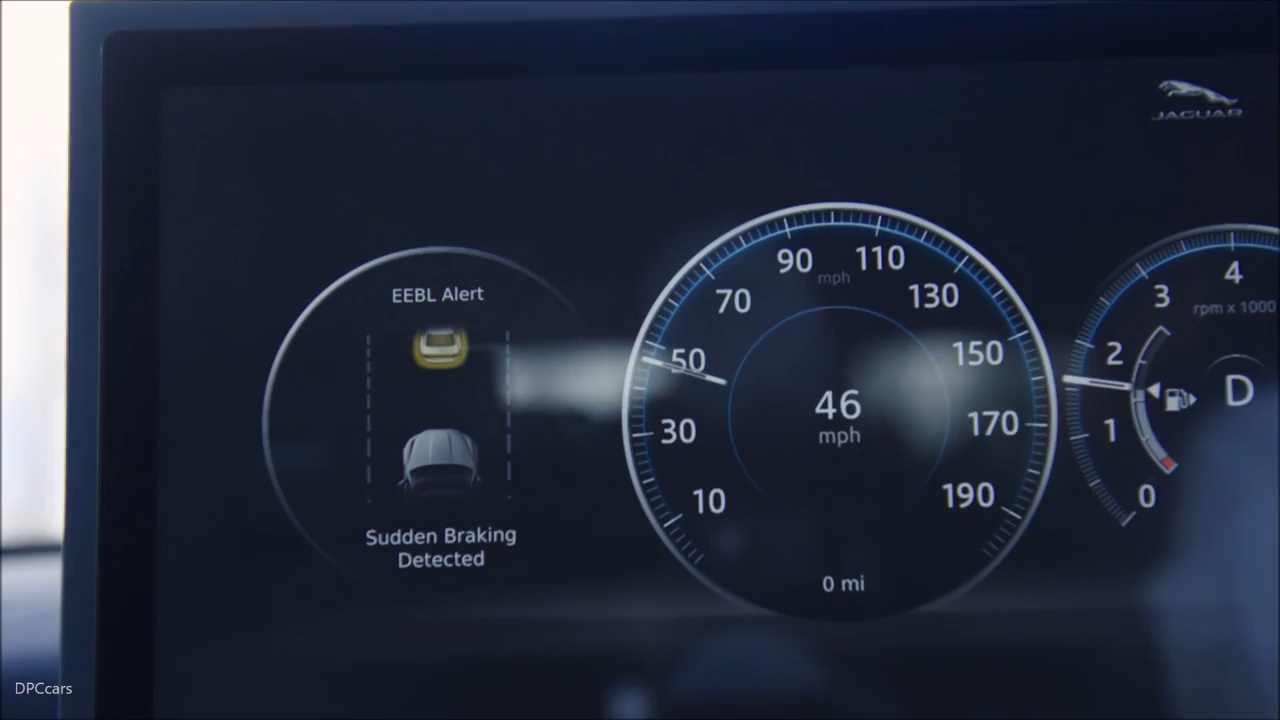 JAGUAR
EEBL Alert
Sudden Braking
Detected
10
30
50
70
90
mph
110
130
150
170
190
46
mph
0 mi
0
1
2
3
4
rpm x 1000
D
DPCcars